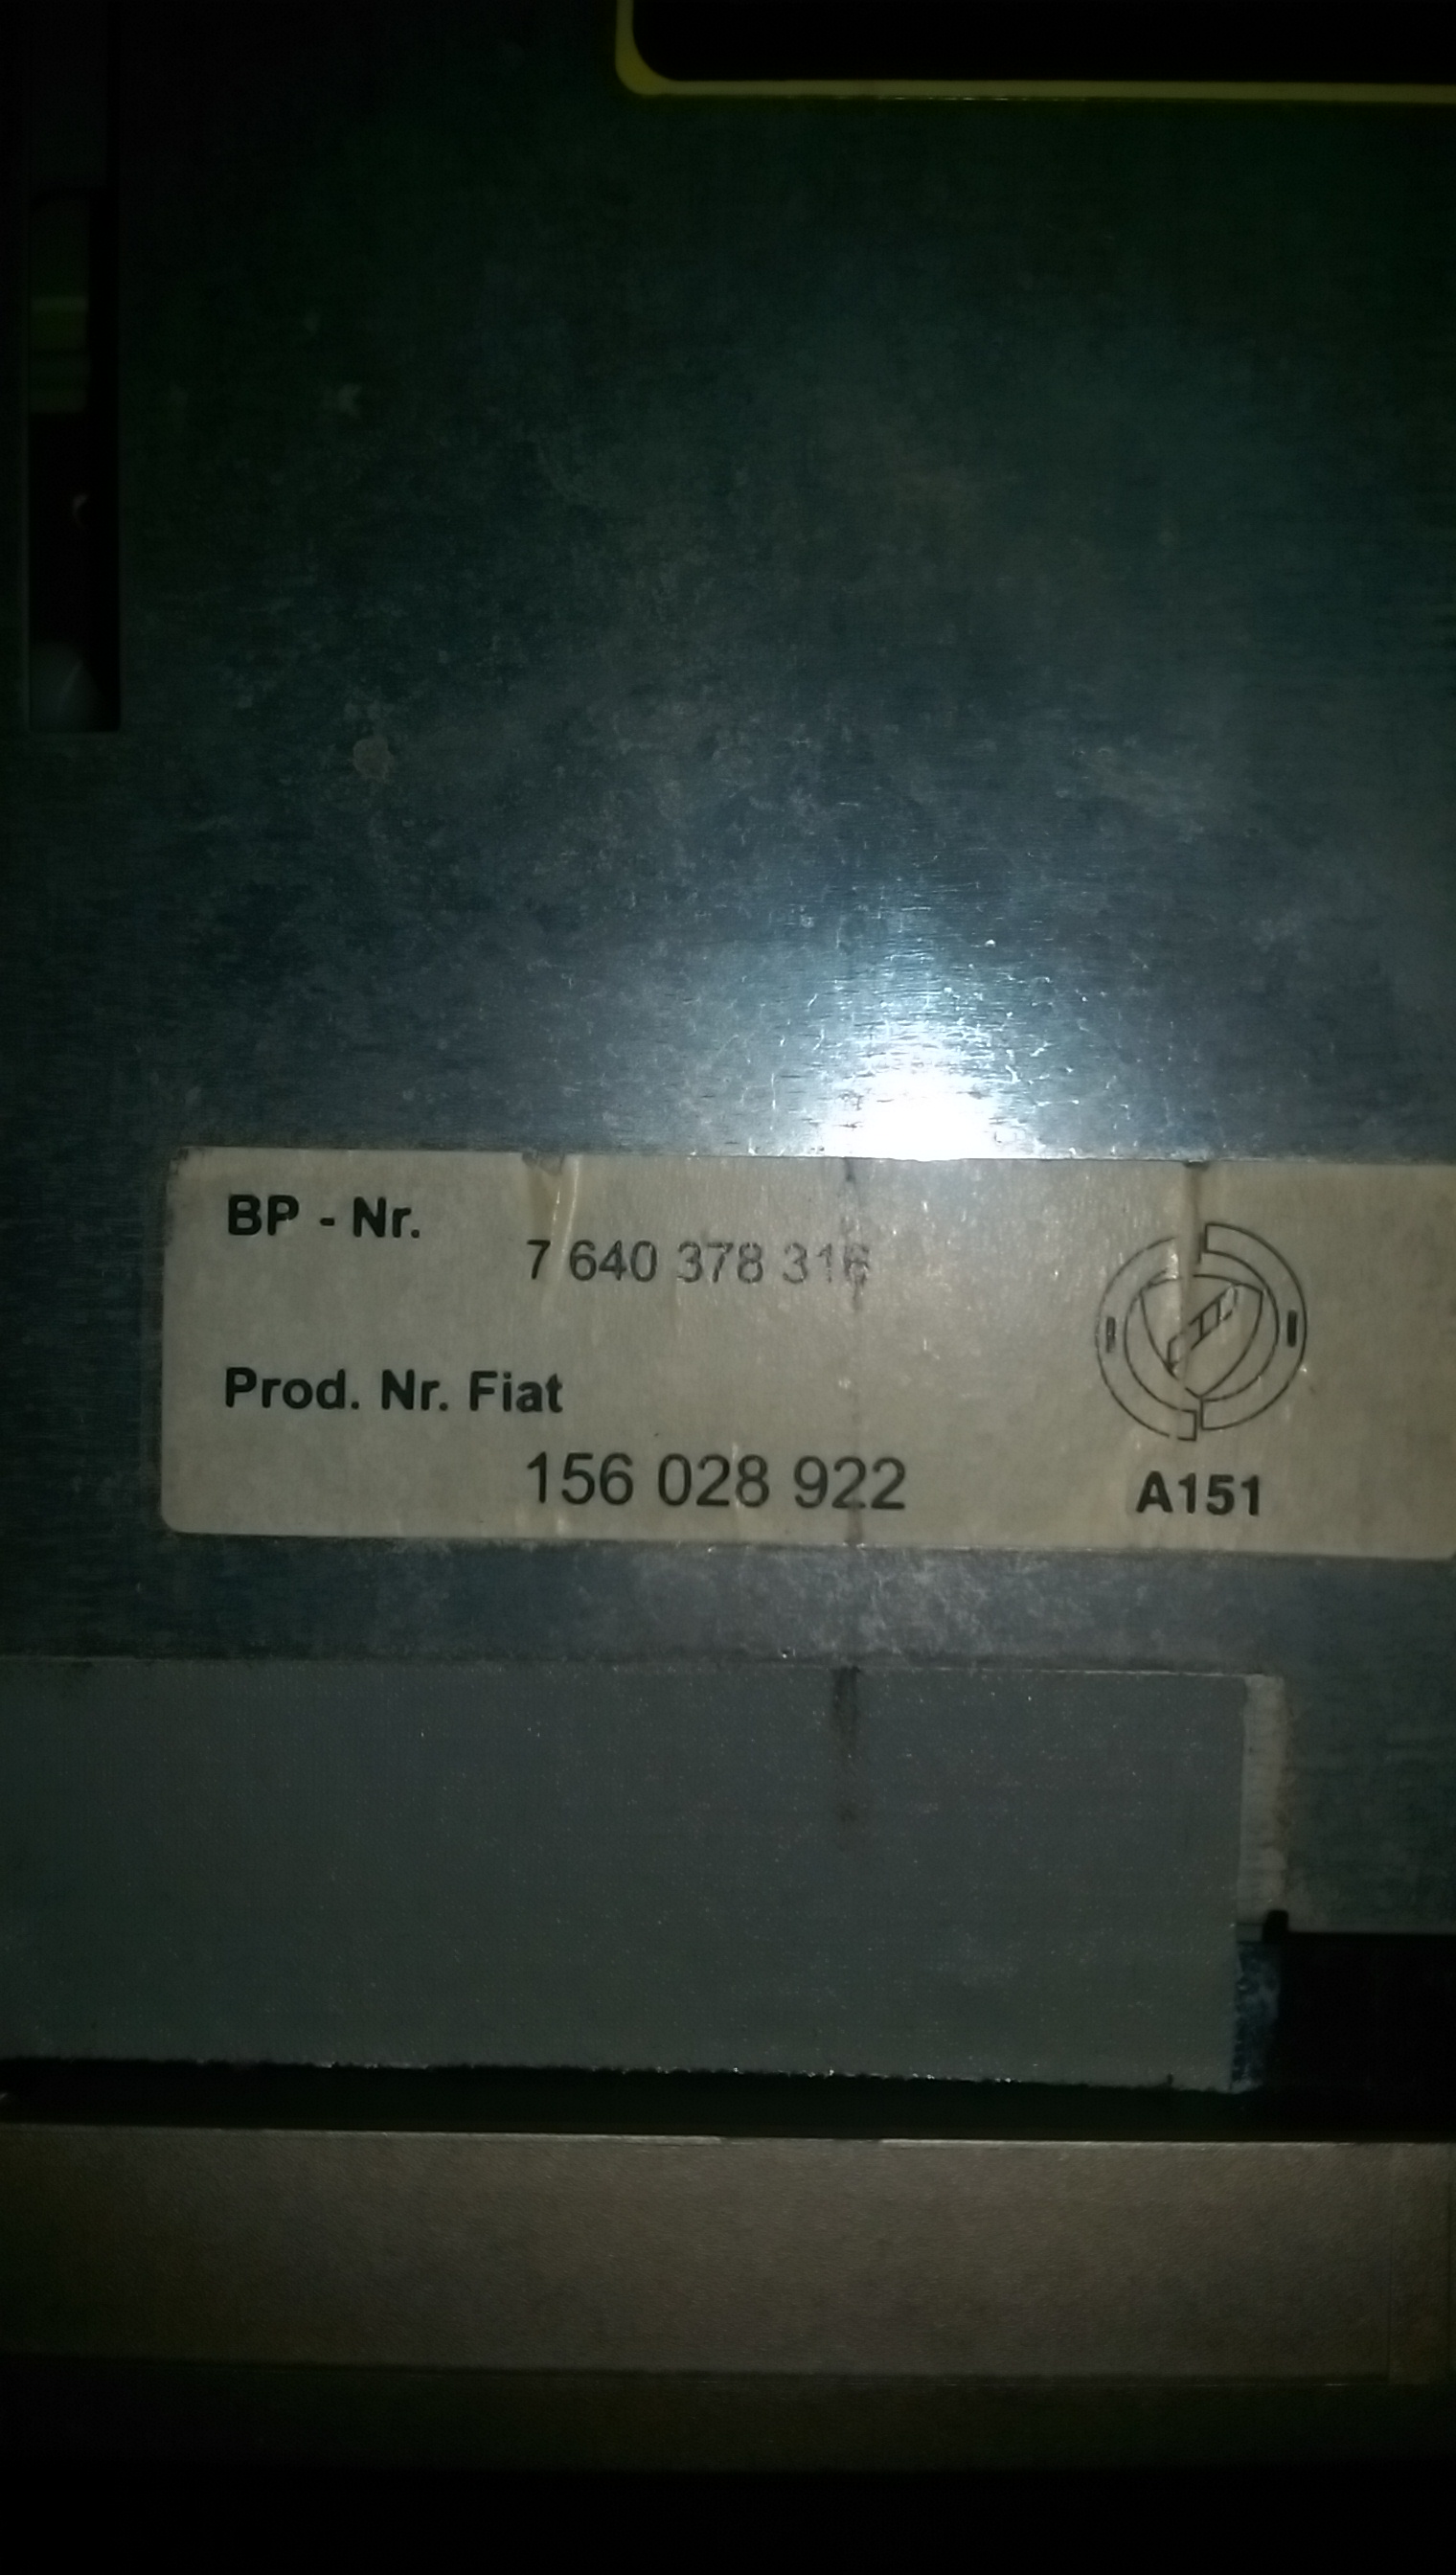 BP - Nr.
7 640 378 316
Prod. Nr. Fiat
156 028 922
A151